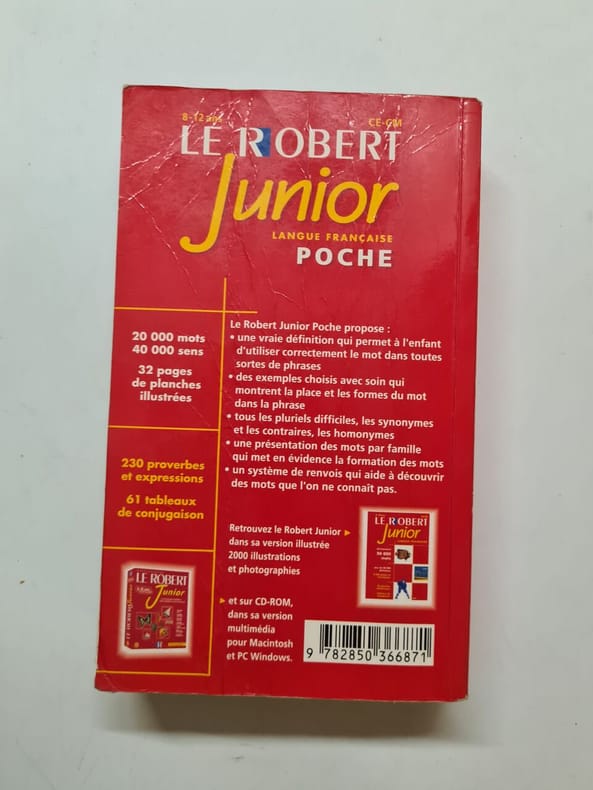 8-12 ans CE-CM
LE ROBERT
Junior
LANGUE FRANÇAISE
POCHE
20 000 mots
40 000 sens
32 pages
de planches
illustrées
230 proverbes
et expressions
61 tableaux
de conjugaison
Le Robert Junior Poche propose :
• une vraie définition qui permet à l'enfant
d'utiliser correctement le mot dans toutes
sortes de phrases
• des exemples choisis avec soin qui
montrent la place et les formes du mot
dans la phrase
• tous les pluriels difficiles, les synonymes
et les contraires, les homonymes
• une présentation des mots par famille
qui met en évidence la formation des mots
• un système de renvois qui aide à découvrir
des mots que l'on ne connaît pas.
Retrouvez le Robert Junior ►
dans sa version illustrée
2000 illustrations
et photographies
LE ROBERT
Junior
LE ROBERT
Junior
► et sur CD-ROM,
dans sa version
multimédia
pour Macintosh
et PC Windows.
9 782850 366871